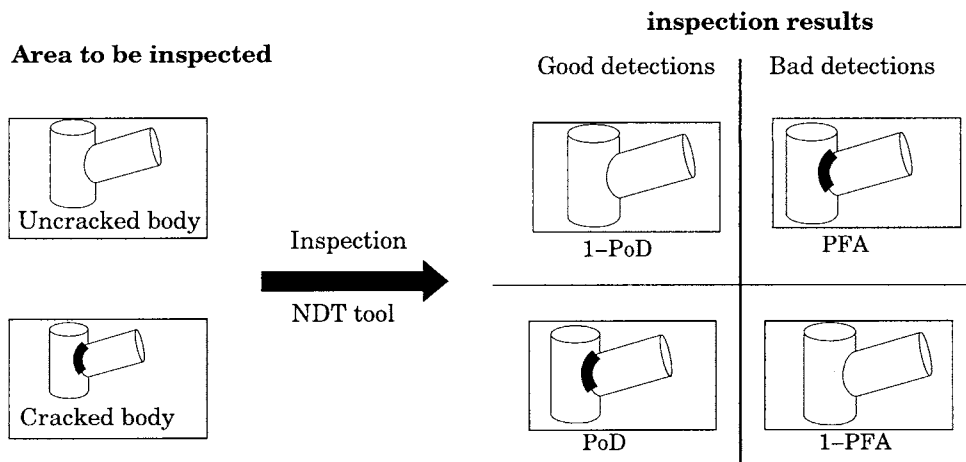 inspection results
Area to be inspected
Good detections
Bad detections
Uncracked body
1–PoD
PFA
Inspection
NDT tool
Cracked body
PoD
1–PFA